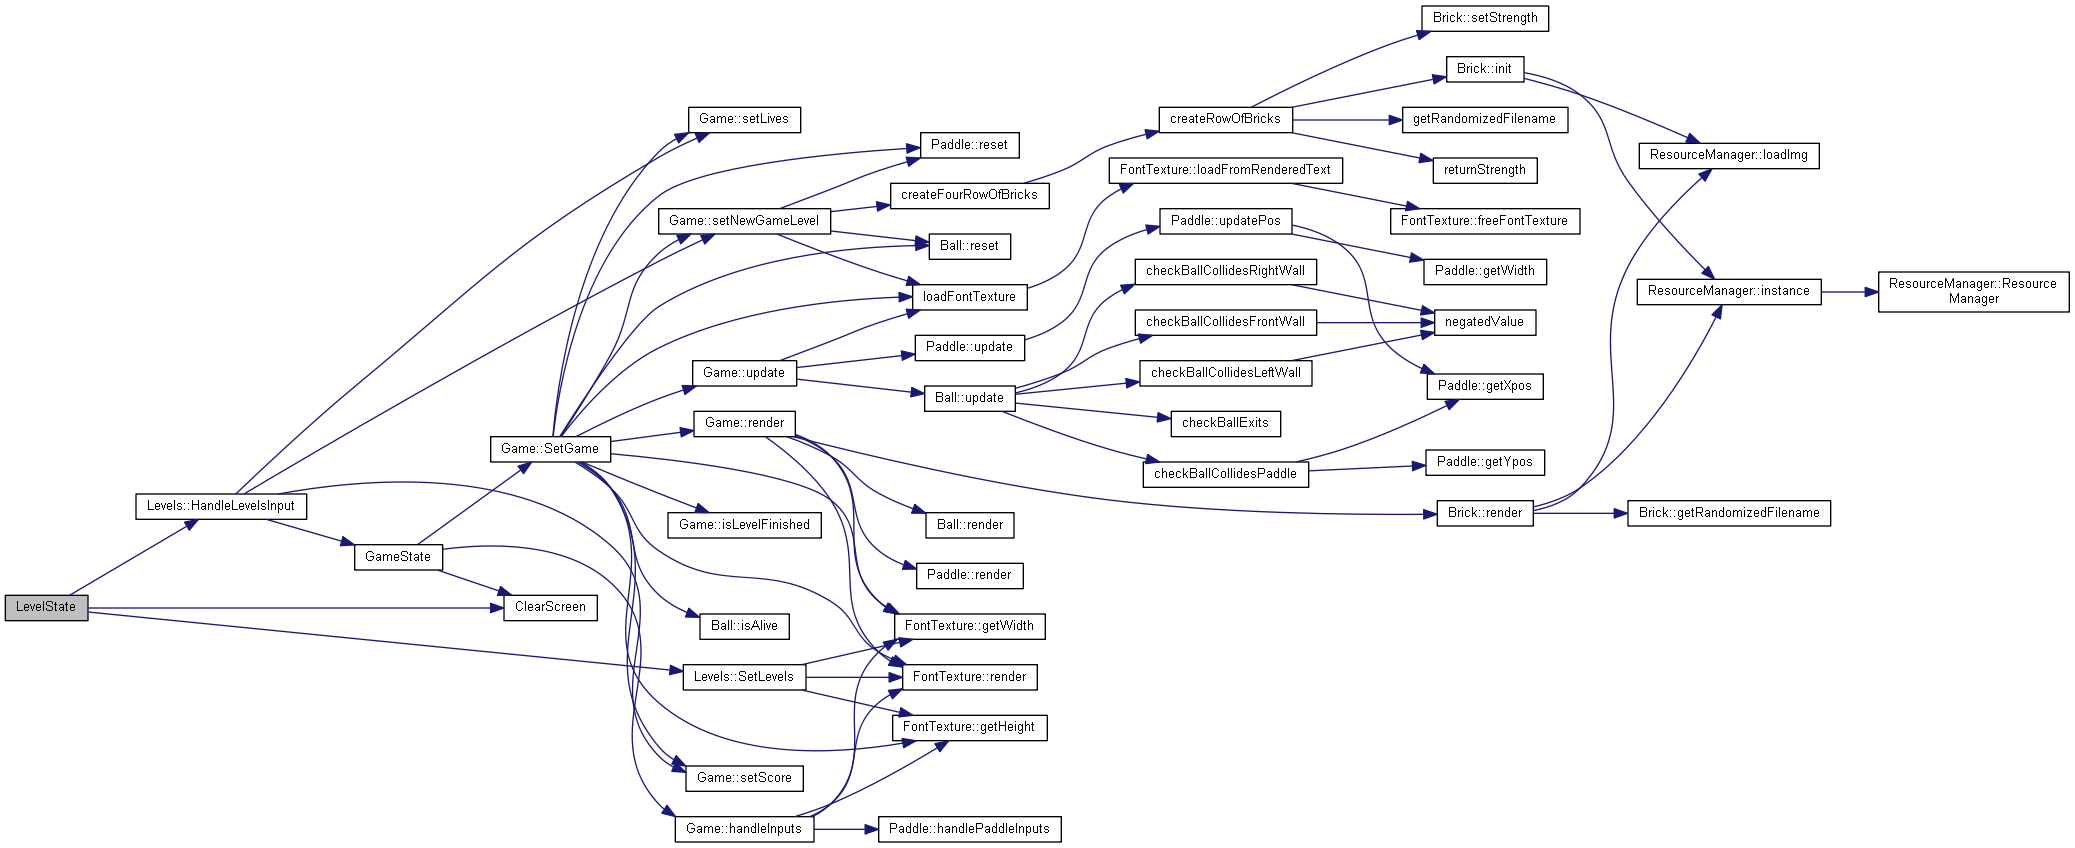 Brick::setStrength
Brick::init
Game::setLives
createRowOfBricks
getRandomizedFilename
Paddle::reset
ResourceManager::loadImg
FontTexture::loadFromRenderedText
returnStrength
createFourRowOfBricks
Game::setNewGameLevel
Paddle::updatePos
FontTexture::freeFontTexture
Ball::reset
checkBallCollidesRightWall
Paddle::getWidth
loadFontTexture
ResourceManager::instance
ResourceManager::Resource
Manager
checkBallCollidesFrontWall
negatedValue
Paddle::update
Game::update
checkBallCollidesLeftWall
Paddle::getXpos
Ball::update
Game::render
checkBallExits
Game::SetGame
checkBallCollidesPaddle
Paddle::getYpos
Levels::HandleLevelsInput
Game::isLevelFinished
Ball::render
Brick::render
Brick::getRandomizedFilename
GameState
Paddle::render
LevelState
ClearScreen
Ball::isAlive
FontTexture::getWidth
Levels::SetLevels
FontTexture::render
FontTexture::getHeight
Game::setScore
Game::handleInputs
Paddle::handlePaddleInputs